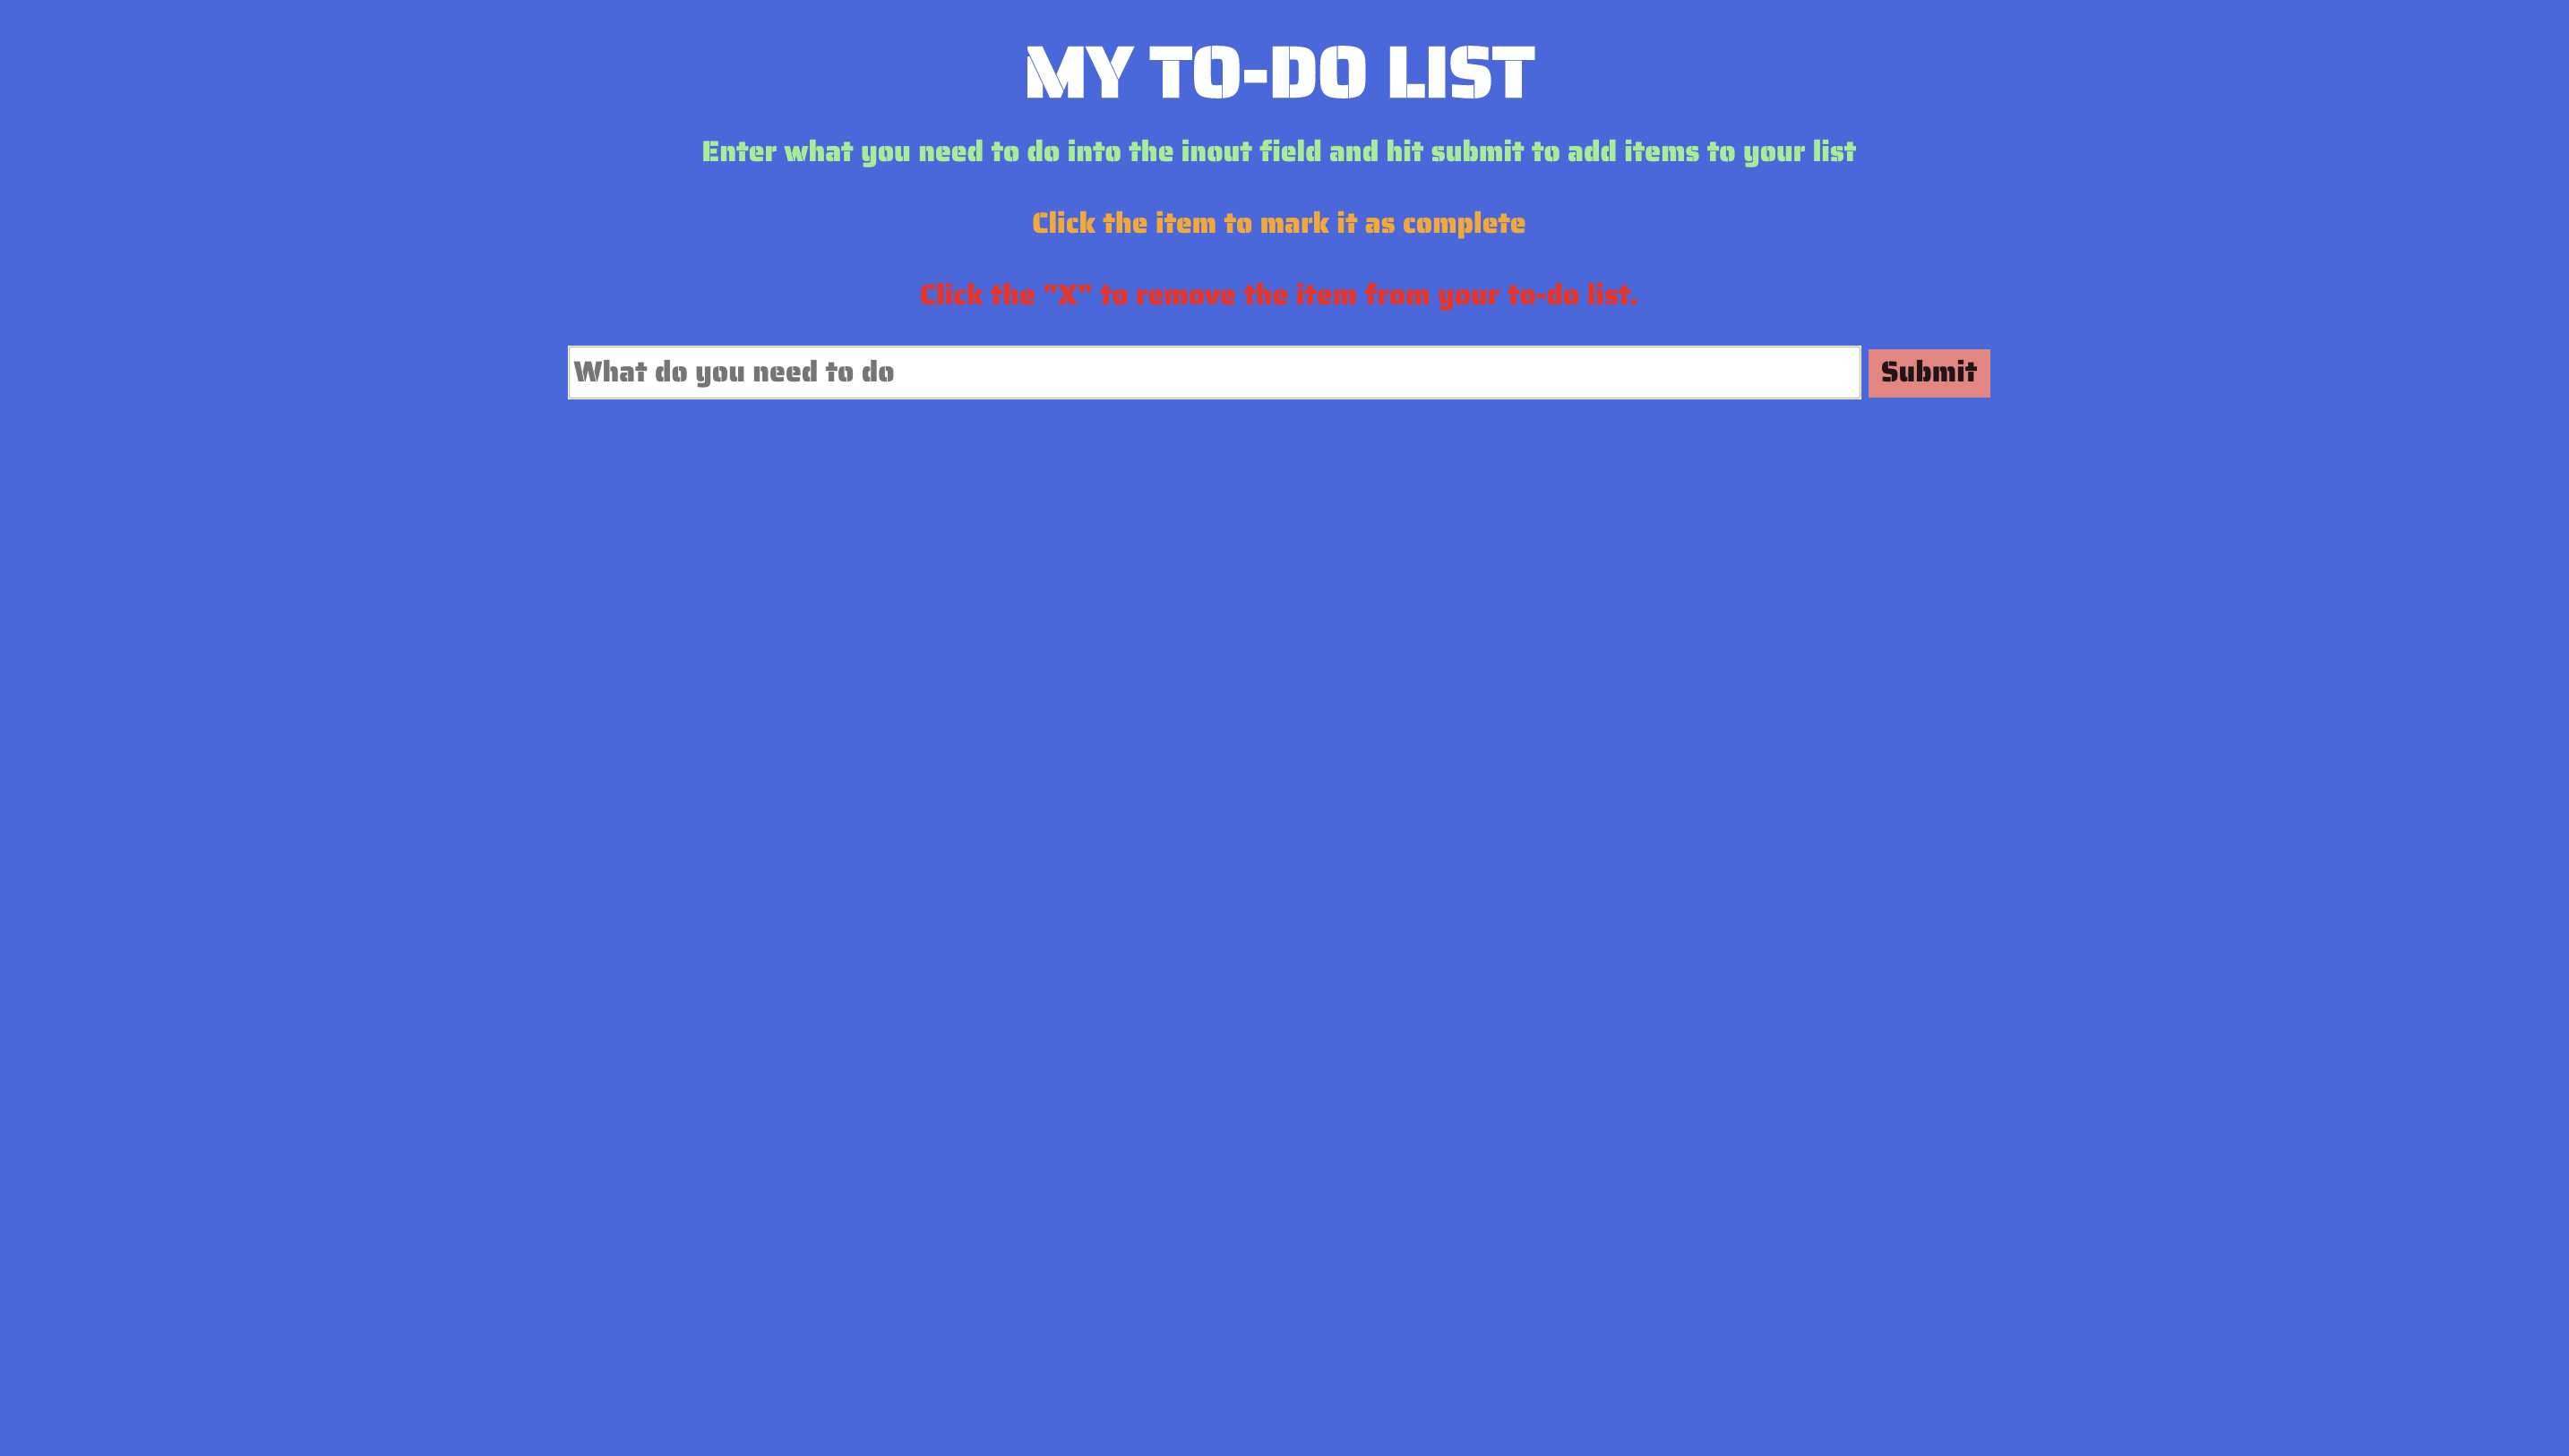 MY TO-DO LIST
Enter what you need to do into the inout field and hit submit to add items to your list
Click the item to mark it as complete
Click the "X" to remove the item from your to-do list.
What do you need to do Submit